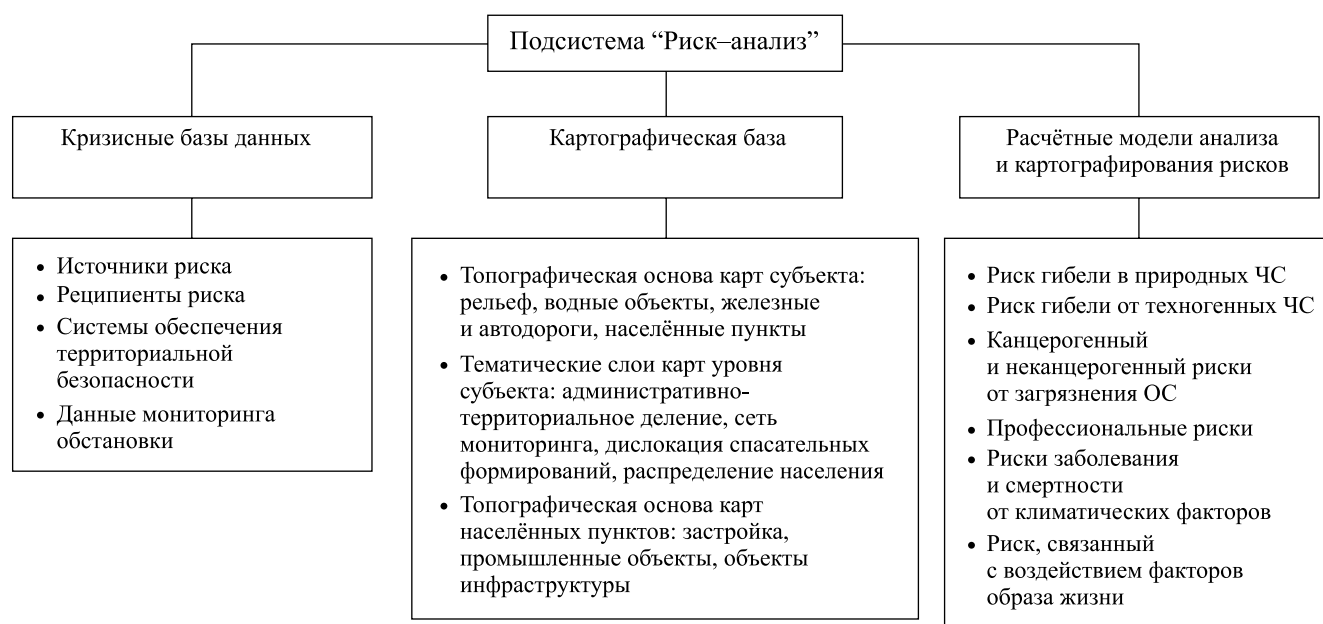 Подсистема “Риск–анализ”
Кризисные базы данных
Картографическая база
Расчётные модели анализа
и картографирования рисков
• Источники риска
• Реципиенты риска
• Системы обеспечения
территориальной
безопасности
• Данные мониторинга
обстановки
• Топографическая основа карт субъекта:
рельеф, водные объекты, железные
и автодороги, населённые пункты
• Тематические слои карт уровня
субъекта: административно-
территориальное деление, сеть
мониторинга, дислокация спасательных
формирований, распределение населения
• Топографическая основа карт
населённых пунктов: застройка,
промышленные объекты, объекты
инфраструктуры
• Риск гибели в природных ЧС
• Риск гибели от техногенных ЧС
• Канцерогенный
и неканцерогенный риски
от загрязнения ОС
• Профессиональные риски
• Риски заболевания
и смертности
от климатических факторов
• Риск, связанный
с воздействием факторов
образа жизни